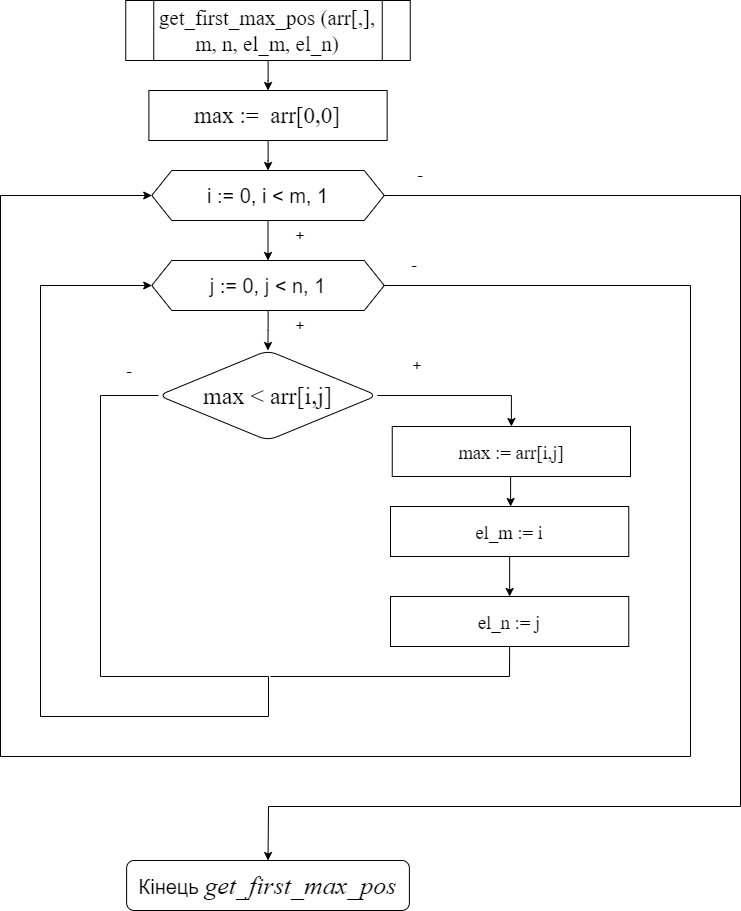 get_first_max_pos (arr[,],
m, n, el_m, el_n)
max := arr[0,0]
-
i := 0, i < m, 1
+
-
j := 0, j < n, 1
+
-
+
max < arr[i,j]
max := arr[i,j]
el_m := i
el_n := j
Кінець get_first_max_pos